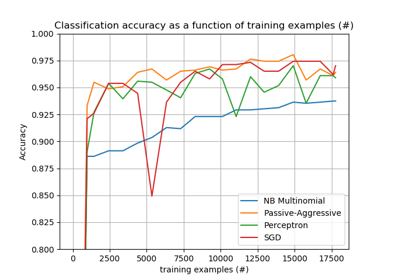 Classification accuracy as a function of training examples (#)
1.000
0.975
0.950
0.925
0.900
0.875
0.850
0.825
0.800
Accuracy
NB Multinomial
Passive-Aggressive
Perceptron
SGD
0 2500 5000 7500 10000 12500 15000 17500
training examples (#)